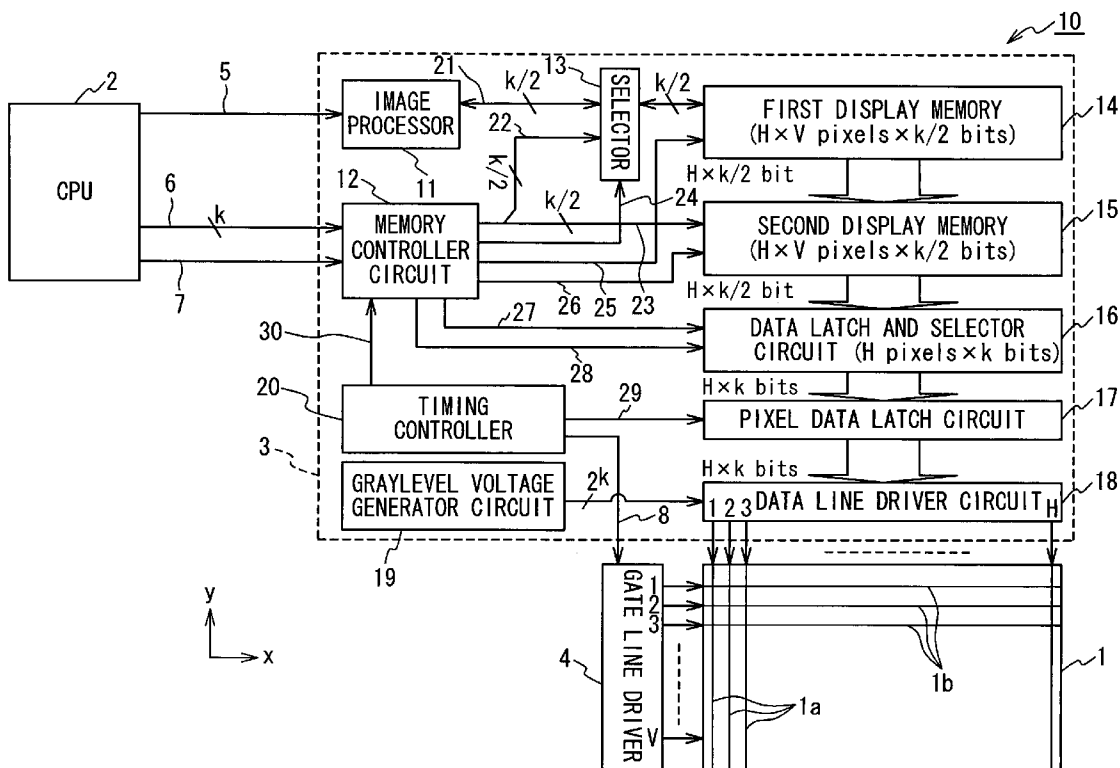 10
2
5
21
k/2
13
k/2
CPU
IMAGE
PROCESSOR
SELECTOR
FIRST DISPLAY MEMORY
(H×V pixels×k/2 bits)
14
22
12
11
k/2
24
H×k/2 bit
6
k
MEMORY
CONTROLLER
CIRCUIT
k/2
SECOND DISPLAY MEMORY
(H×V pixels×k/2 bits)
15
7
25
26
23
H×k/2 bit
27
28
DATA LATCH AND SELECTOR
CIRCUIT (H pixels×k bits)
16
30
20
H×k bits
TIMING
CONTROLLER
29
PIXEL DATA LATCH CIRCUIT
17
3
H×k bits
GRAYLEVEL VOLTAGE
GENERATOR CIRCUIT
2k
8
1 2 3 DATA LINE DRIVER CIRCUIT H
18
19
y
x
4
GATE LINE DRIVER
1
2
3
V
1b
1a
1